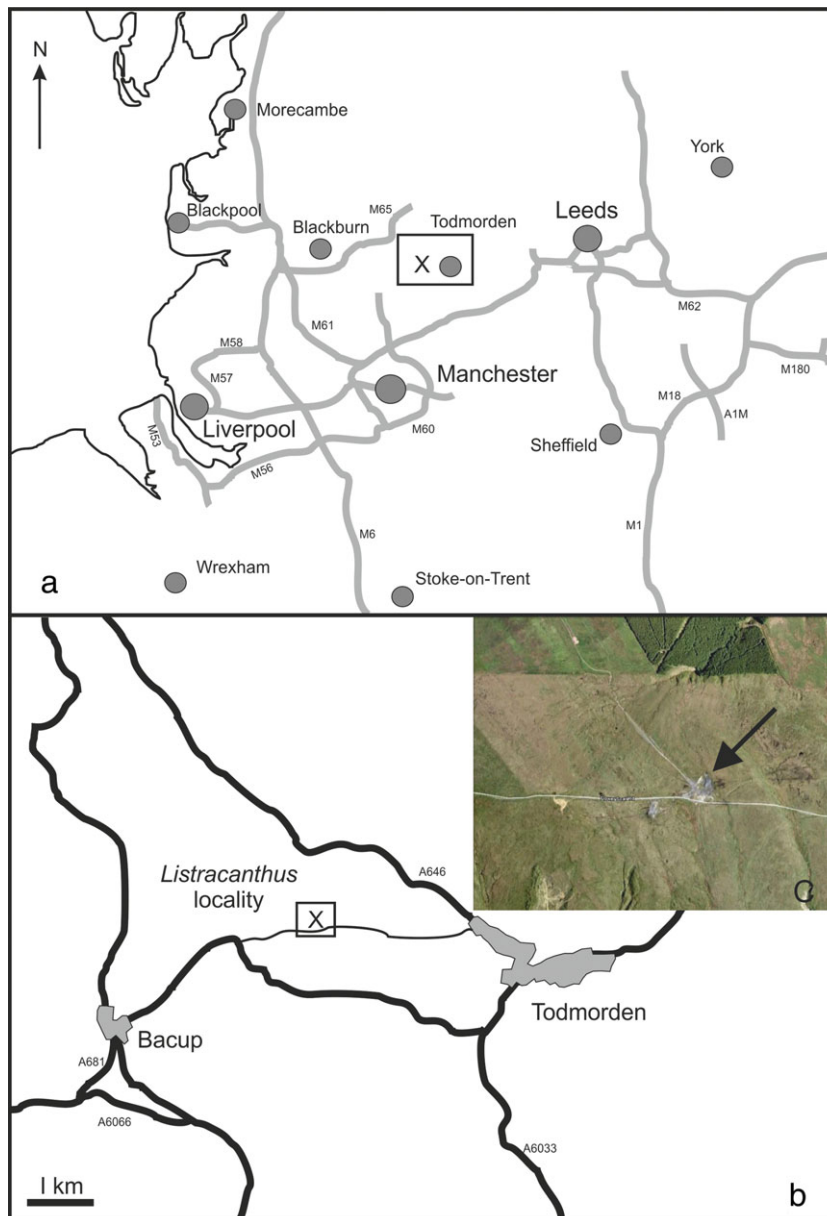 N
Morecambe
York
Blackpool
M65
Todmorden
Leeds
Blackburn
X
M62
M61
M58
M180
M57
Manchester
M18
A1M
Liverpool
M60
Sheffield
M53
M56
M6
M1
Wrexham
Stoke-on-Trent
a
C
Listracanthus
locality
A646
X
Todmorden
Bacup
A681
A6066
A6033
I km
b